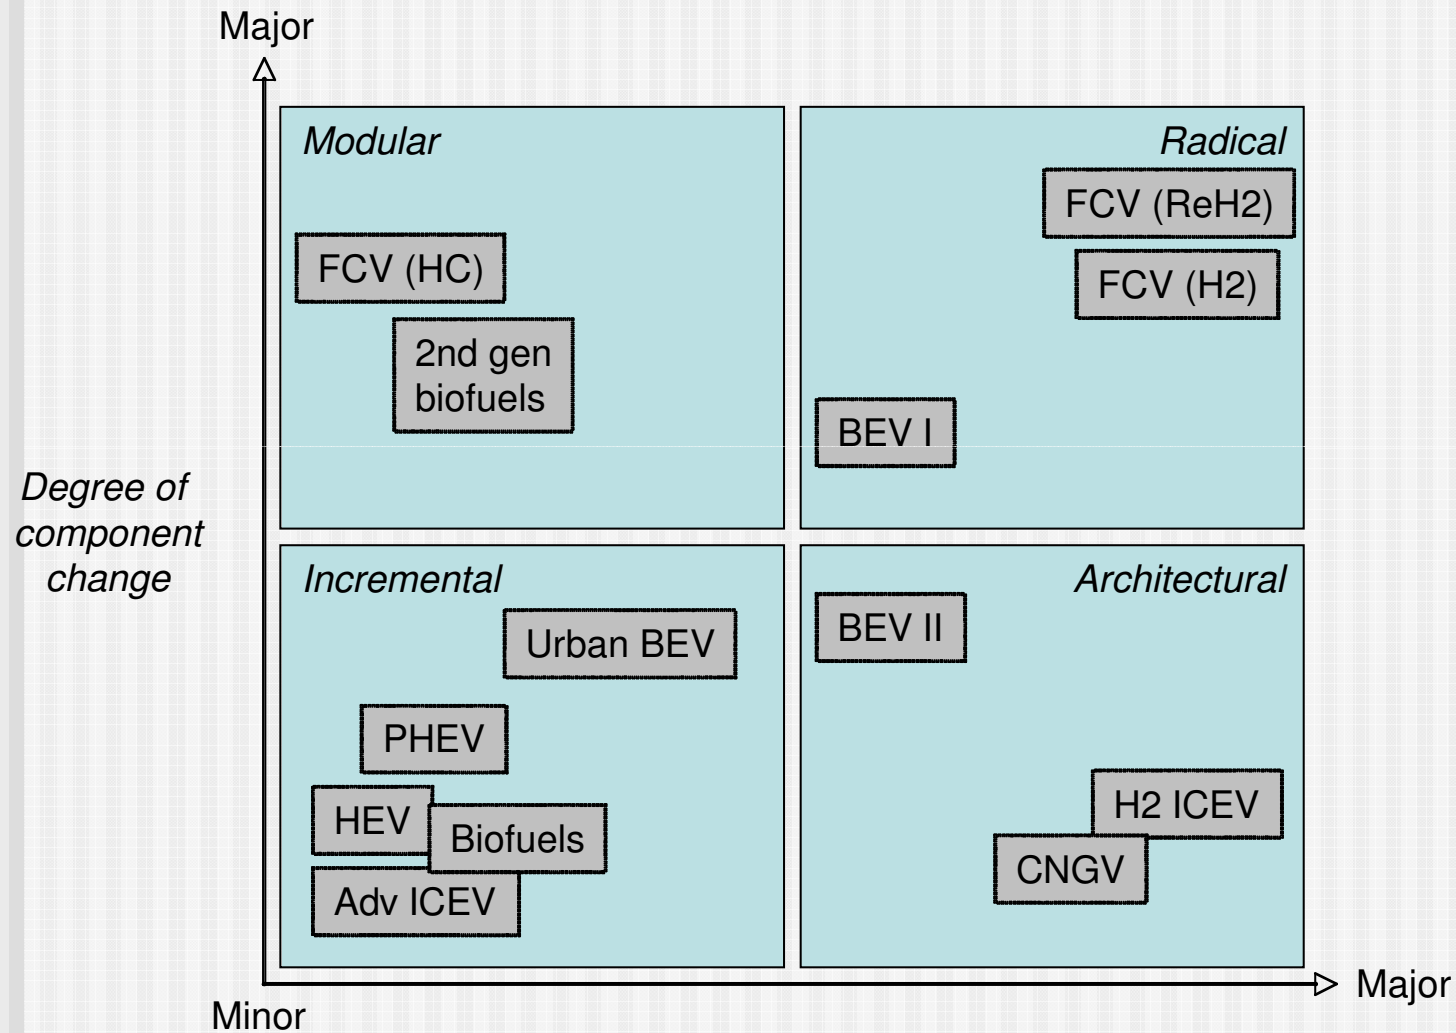 Major
Modular
Radical
FCV (ReH2)
FCV (HC)
FCV (H2)
2nd gen
biofuels
BEV I
Degree of
component
change
Incremental
Architectural
Urban BEV
BEV II
PHEV
HEV
Biofuels
Adv ICEV
H2 ICEV
CNGV
Major
Minor